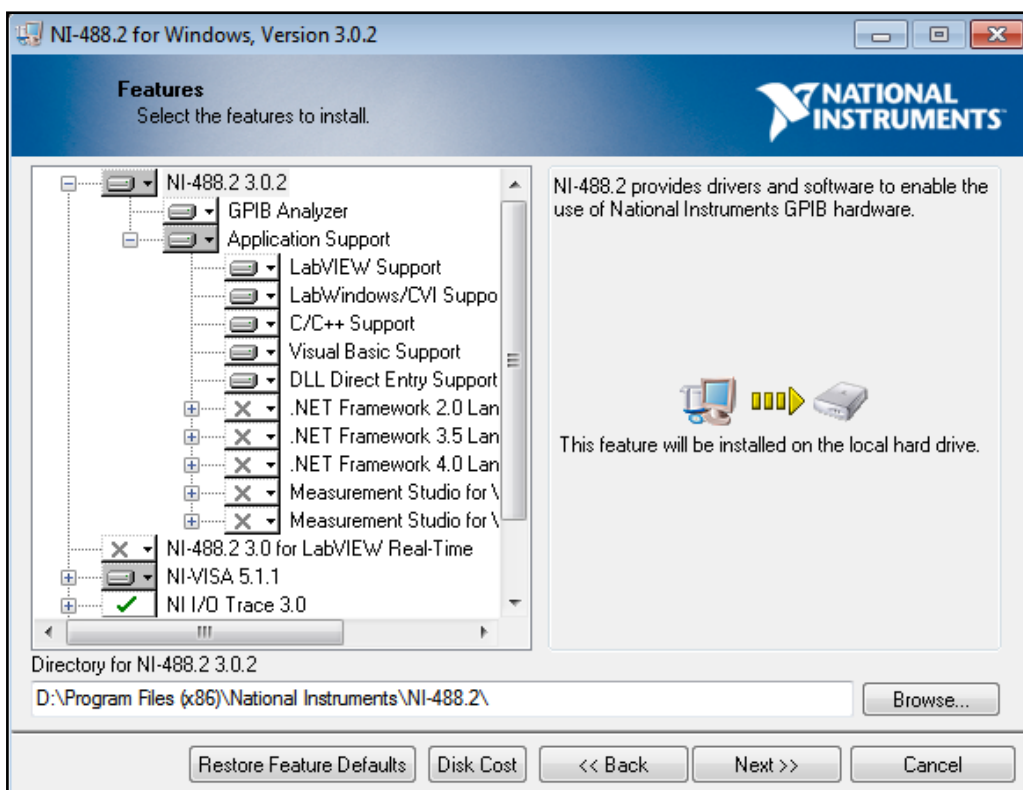 NI-488.2 for Windows, Version 3.0.2
Features
Select the features to install.
NATIONAL
INSTRUMENTS
NI-488.2 3.0.2
GPIB Analyzer
Application Support
LabVIEW Support
LabWindows/CVI Suppo
C/C++ Support
Visual Basic Support
DLL Direct Entry Support
.NET Framework 2.0 Lan
.NET Framework 3.5 Lan
.NET Framework 4.0 Lan
Measurement Studio for \
Measurement Studio for \
NI-488.2 3.0 for LabVIEW Real-Time
NI-VISA 5.1.1
NI I/O Trace 3.0
NI-488.2 provides drivers and software to enable the
use of National Instruments GPIB hardware.
This feature will be installed on the local hard drive.
Directory for NI-488.2 3.0.2
D:\Program Files (x86)\National Instruments\NI-488.2\
Browse...
Restore Feature Defaults
Disk Cost
<< Back
Next >>
Cancel